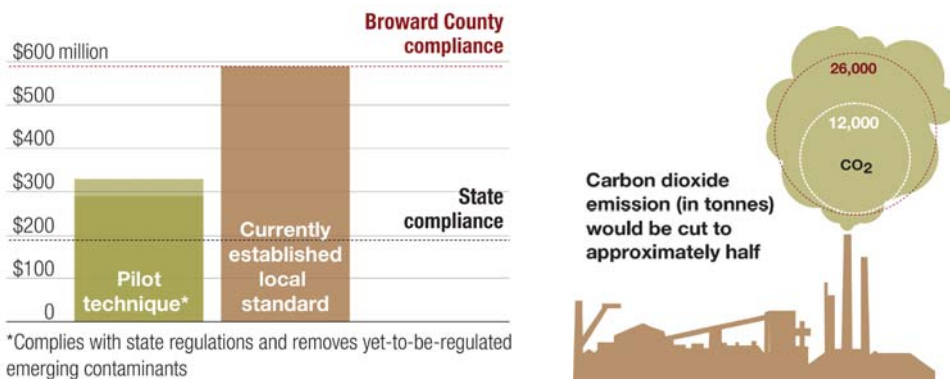 Broward County
compliance
$600 million
$500
$400
$300
$200
$100
0
State
compliance
Pilot
technique*
Currently
established
local
standard
*Complies with state regulations and removes yet-to-be-regulated
emerging contaminants
26,000
12,000
CO₂
Carbon dioxide
emission (in tonnes)
would be cut to
approximately half